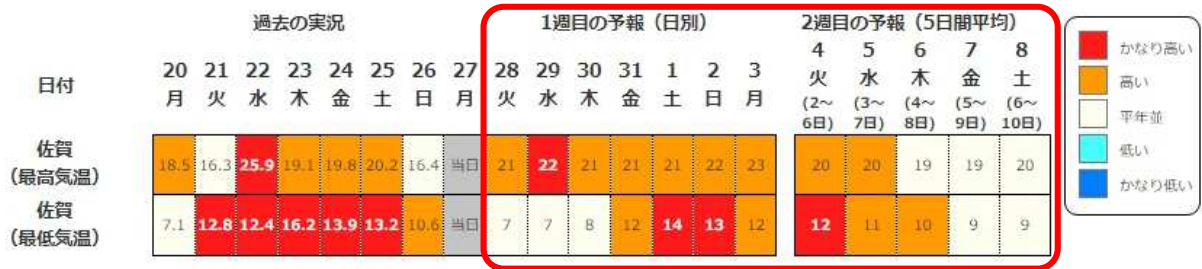 過去の実況 1週目の予報（日別） 2週目の予報（5日間平均）
日付 20 21 22 23 24 25 26 27 28 29 30 31 1 2 3 4 5 6 7 8
月 火 水 木 金 土 日 月 火 水 木 金 土 日 月 火 水 木 金 土
(2～6日) (3～7日) (4～8日) (5～9日) (6～10日)
佐賀（最高気温） 18.5 16.3 25.9 19.1 19.8 20.2 16.4 当日 21 22 21 21 21 22 23 20 20 19 19 20
佐賀（最低気温） 7.1 12.8 12.4 16.2 13.9 13.2 10.6 当日 7 7 8 12 14 13 12 12 11 10 9 9
かなり高い
高い
平年並
低い
かなり低い